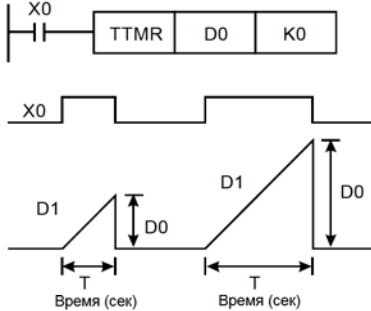 X0
TTMR D0 K0
X0
D1 D0
D1 D0
T T
Время (сек) Время (сек)